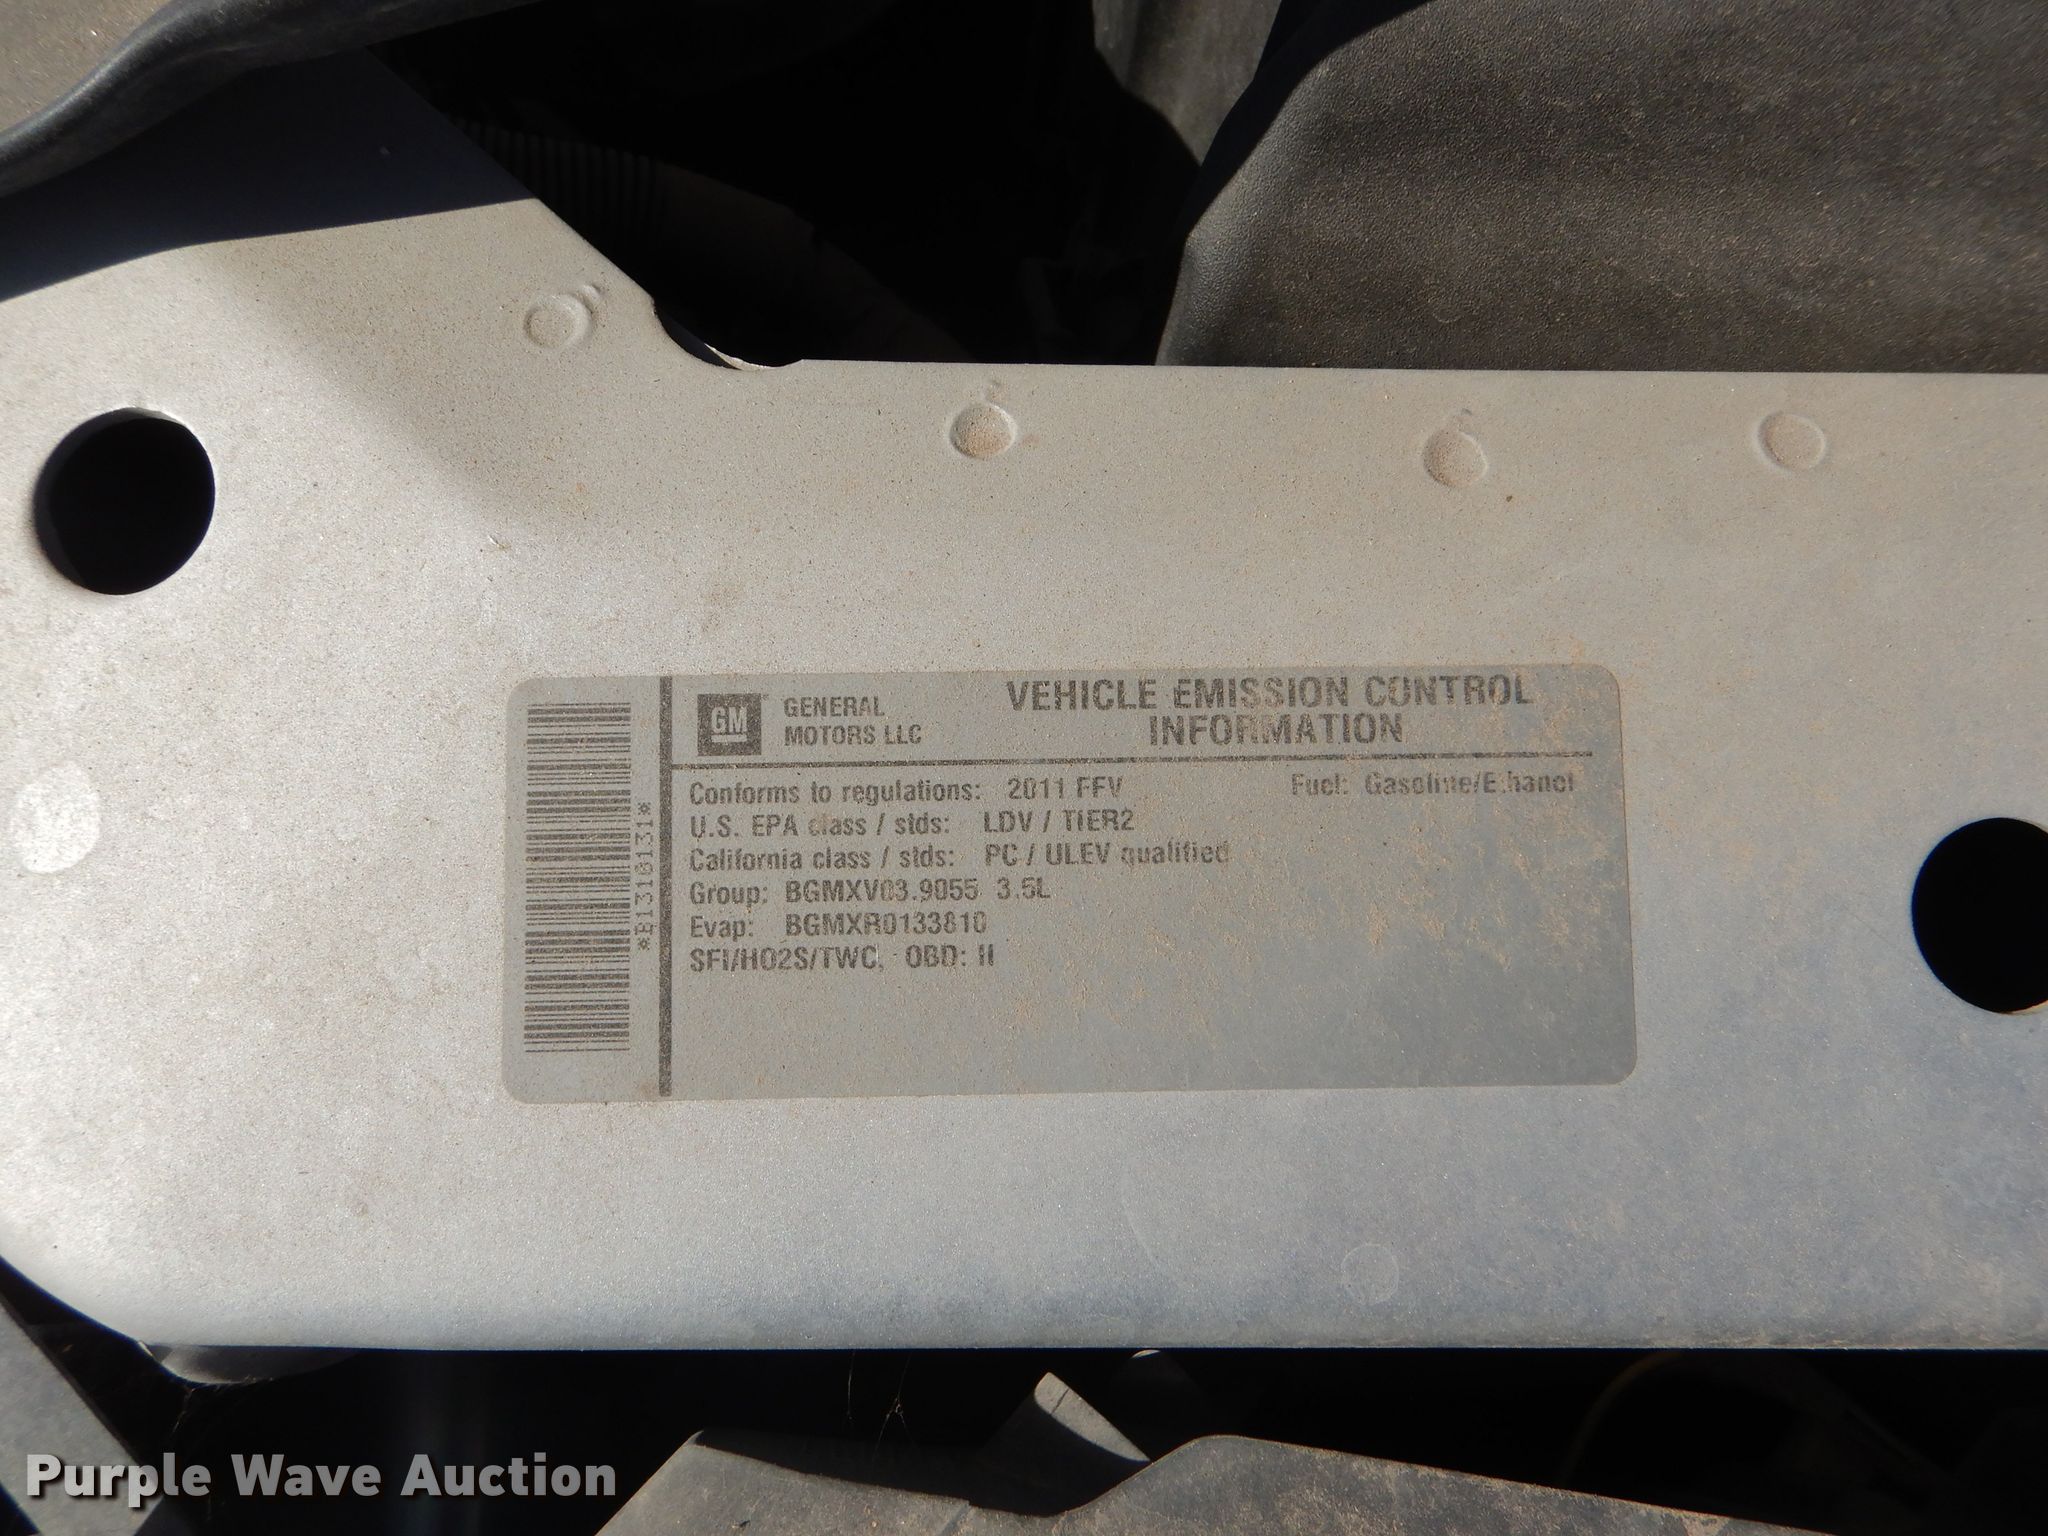 GM
GENERAL
MOTORS LLC
VEHICLE EMISSION CONTROL
INFORMATION
Conforms to regulations: 2011 FFV
Fuel: Gasoline/Ethanol
U.S. EPA class / stds: LDV / TIER2
California class / stds: PC / ULEV qualified
Group: BGMXV03.9055 3.5L
Evap: BGMXR0133810
SFI/HO2S/TWC, OBD: II
*B1310131*
Purple Wave Auction